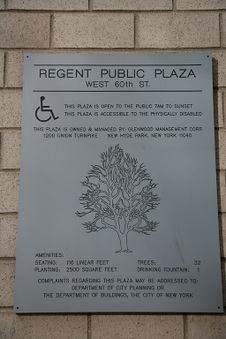 REGENT PUBLIC PLAZA
WEST 60th ST.
THIS PLAZA IS OPEN TO THE PUBLIC 7AM TO SUNSET
THIS PLAZA IS ACCESSIBLE TO THE PHYSICALLY DISABLED
THIS PLAZA IS OWNED & MANAGED BY: GLENWOOD MANAGEMENT CORP
1200 UNION TURNPIKE NEW HYDE PARK, NEW YORK 11040
AMENITIES:
SEATING: 116 LINEAR FEET TREES: 22
PLANTING: 2500 SQUARE FEET DRINKING FOUNTAIN: 1
COMPLAINTS REGARDING THIS PLAZA MAY BE ADDRESSED TO:
DEPARTMENT OF CITY PLANNING OR
THE DEPARTMENT OF BUILDINGS, THE CITY OF NEW YORK